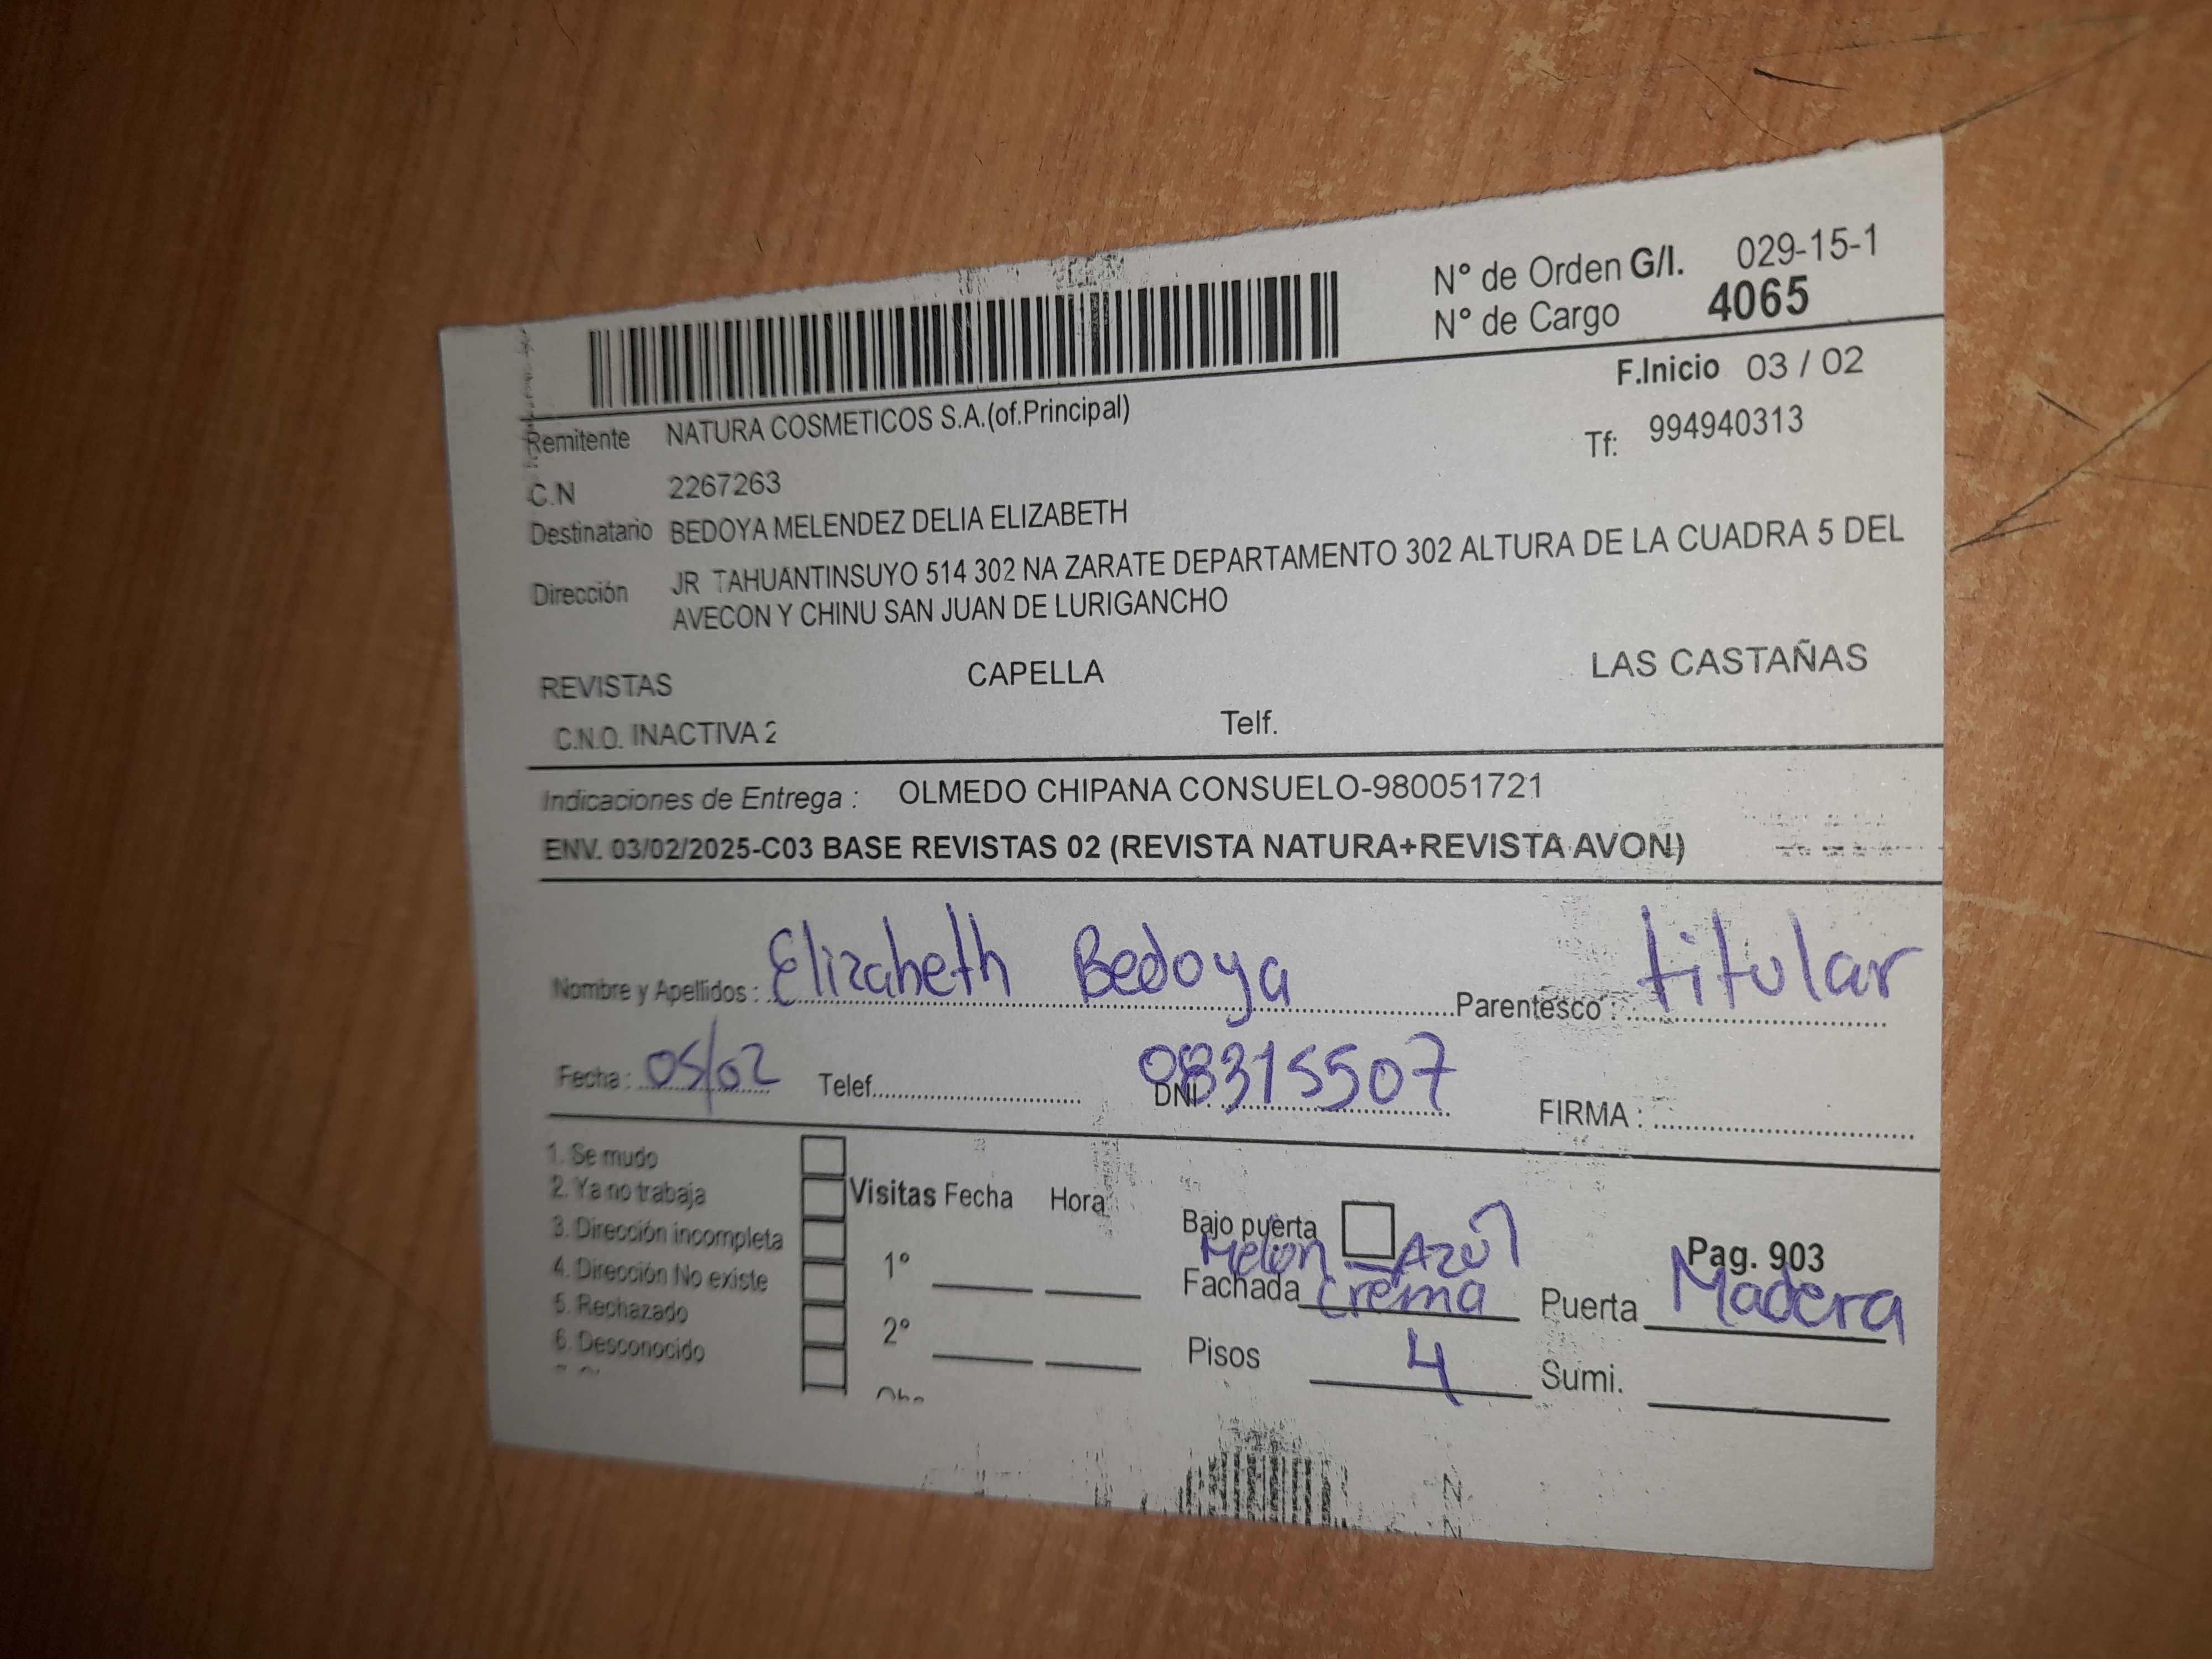 N° de Orden G/I. 029-15-1
N° de Cargo 4065
F.Inicio 03 / 02
Remitente NATURA COSMETICOS S.A.(of.Principal)
Tf: 994940313
C.N 2267263
Destinatario BEDOYA MELENDEZ DELIA ELIZABETH
Dirección JR TAHUANTINSUYO 514 302 NA ZARATE DEPARTAMENTO 302 ALTURA DE LA CUADRA 5 DEL
AVECON Y CHINU SAN JUAN DE LURIGANCHO
REVISTAS CAPELLA LAS CASTAÑAS
C.N.O. INACTIVA 2 Telf.
Indicaciones de Entrega : OLMEDO CHIPANA CONSUELO-980051721
ENV. 03/02/2025-C03 BASE REVISTAS 02 (REVISTA NATURA+REVISTA AVON)
Nombre y Apellidos : Elizabeth Bedoya Parentesco : titular
Fecha : 05/02 Telef. DNI. 08315507 FIRMA :
1. Se mudo
2. Ya no trabaja
3. Dirección incompleta
4. Dirección No existe
5. Rechazado
6. Desconocido
Visitas Fecha Hora
1°
2°
Bajo puerta
Melon - Azul
Fachada Crema
Pisos 4
Pag. 903
Puerta Madera
Sumi.